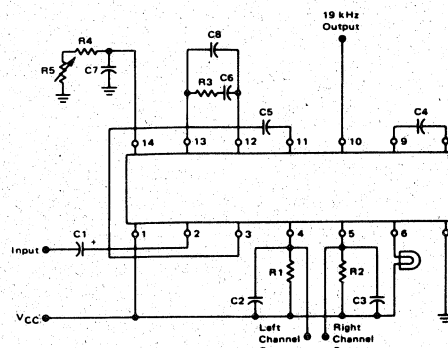 19 kHz
Output
C8
R4
R5
C7
R3
C6
C5
C4
14
13
12
11
10
9
C1
+
1
2
3
4
5
6
Input
R1
R2
C2
C3
VCC
Left
Channel
Right
Channel